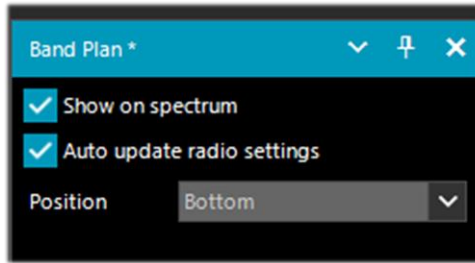 Band Plan *
Show on spectrum
Auto update radio settings
Position Bottom